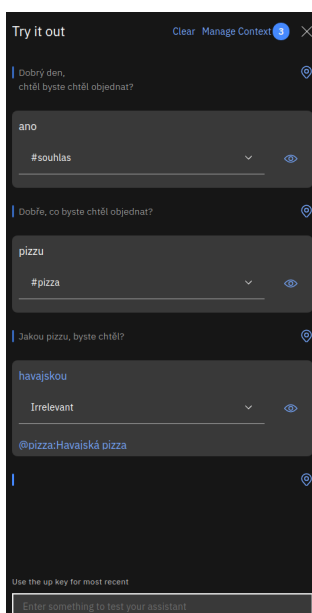 Try it out
Clear Manage Context 3
Dobrý den,
chtěl byste chtěl objednat?
ano
#souhlas
Dobře, co byste chtěl objednat?
pizzu
#pizza
Jakou pizzu, byste chtěl?
havajskou
Irrelevant
@pizza:Havajská pizza
Use the up key for most recent
Enter something to test your assistant